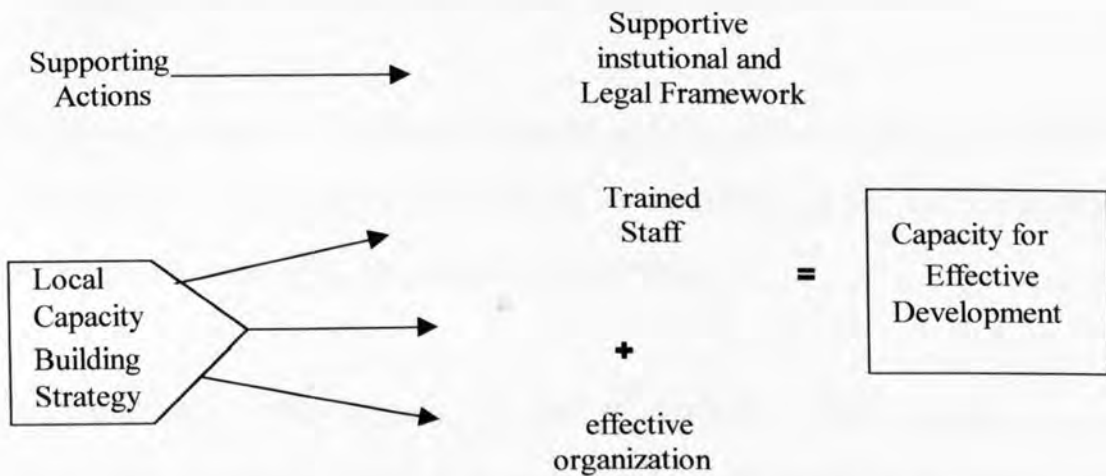 Supporting
Actions
Supportive
instutional and
Legal Framework
Trained
Staff
Local
Capacity
Building
Strategy
=
Capacity for
Effective
Development
+
effective
organization